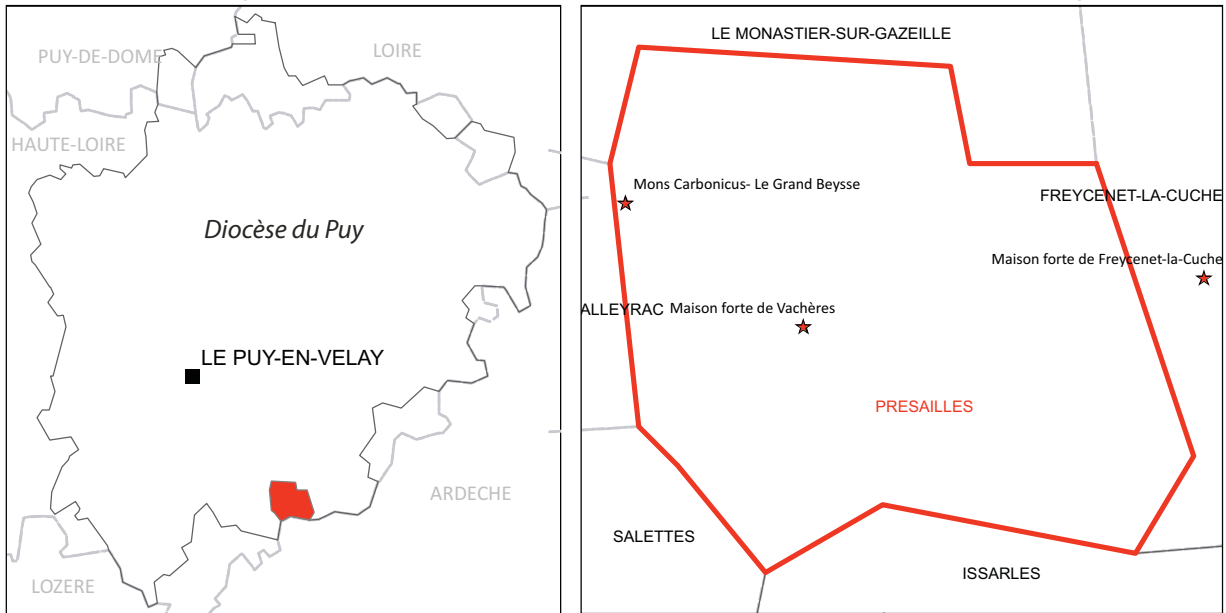 PUY-DE-DOME
LOIRE
HAUTE-LOIRE
Diocèse du Puy
LE PUY-EN-VELAY
ARDECHE
LOZERE
LE MONASTIER-SUR-GAZEILLE
Mons Carbonicus- Le Grand Beysse
FREYCENET-LA-CUCHE
Maison forte de Freycenet-la-Cuche
ALLEYRAC
Maison forte de Vachères
PRESAILLES
SALETTES
ISSARLES